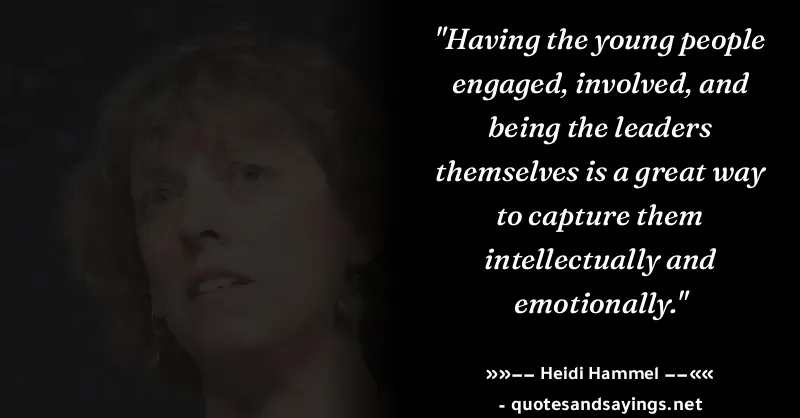 "Having the young people
engaged, involved, and
being the leaders
themselves is a great way
to capture them
intellectually and
emotionally."
»»–– Heidi Hammel ––««
- quotesandsayings.net